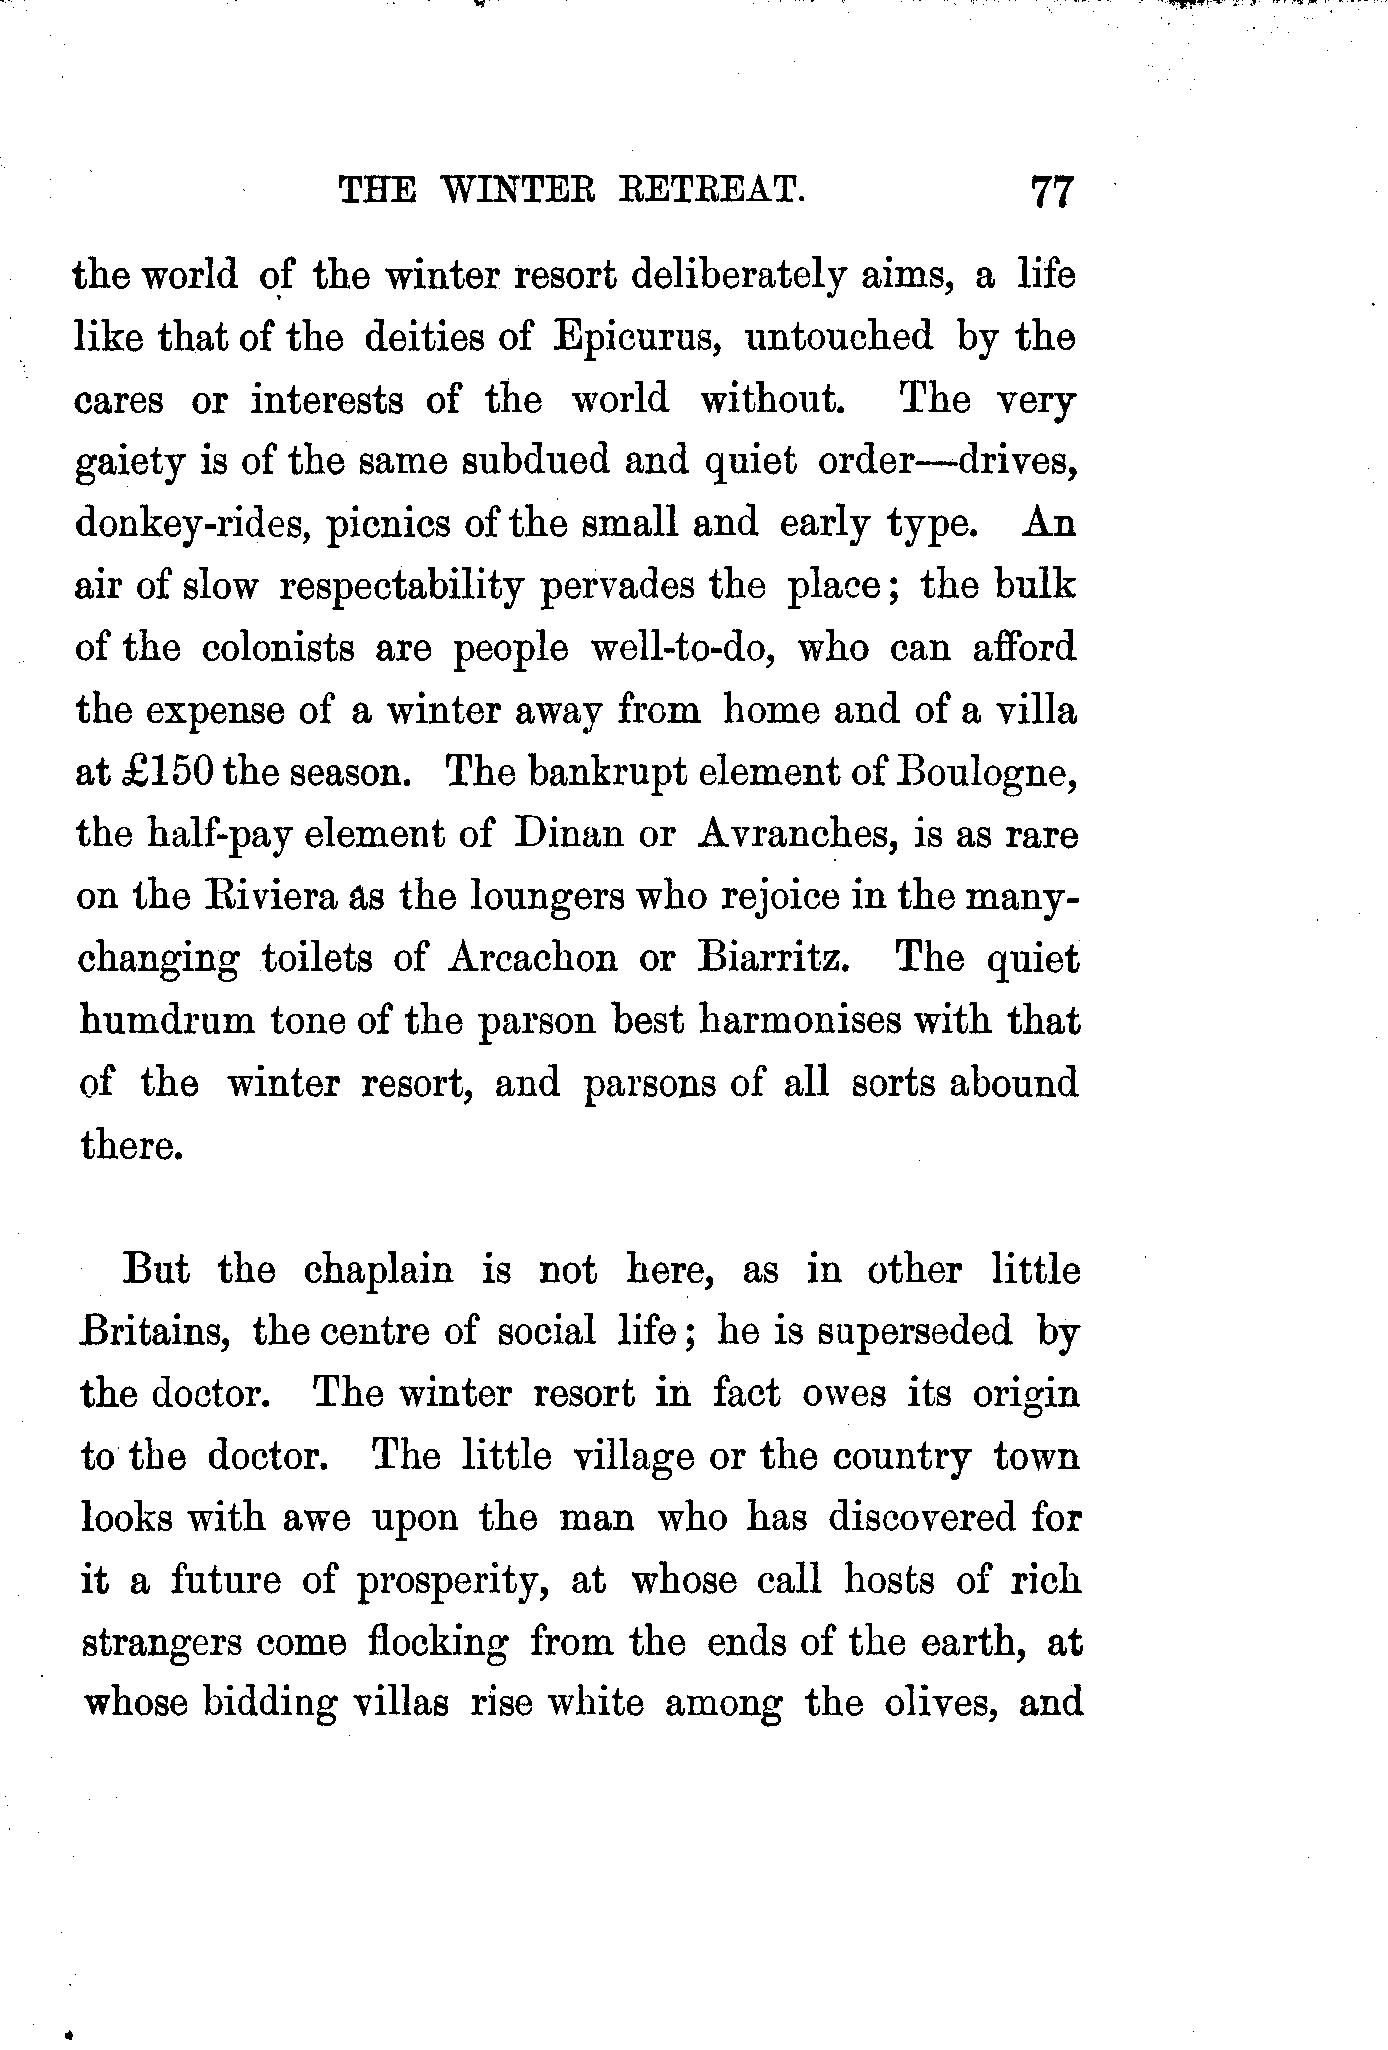 THE WINTER RETREAT. 77
the world of the winter resort deliberately aims, a life
like that of the deities of Epicurus, untouched by the
cares or interests of the world without. The very
gaiety is of the same subdued and quiet order—drives,
donkey-rides, picnics of the small and early type. An
air of slow respectability pervades the place; the bulk
of the colonists are people well-to-do, who can afford
the expense of a winter away from home and of a villa
at £150 the season. The bankrupt element of Boulogne,
the half-pay element of Dinan or Avranches, is as rare
on the Riviera as the loungers who rejoice in the many-
changing toilets of Arcachon or Biarritz. The quiet
humdrum tone of the parson best harmonises with that
of the winter resort, and parsons of all sorts abound
there.
But the chaplain is not here, as in other little
Britains, the centre of social life; he is superseded by
the doctor. The winter resort in fact owes its origin
to the doctor. The little village or the country town
looks with awe upon the man who has discovered for
it a future of prosperity, at whose call hosts of rich
strangers come flocking from the ends of the earth, at
whose bidding villas rise white among the olives, and